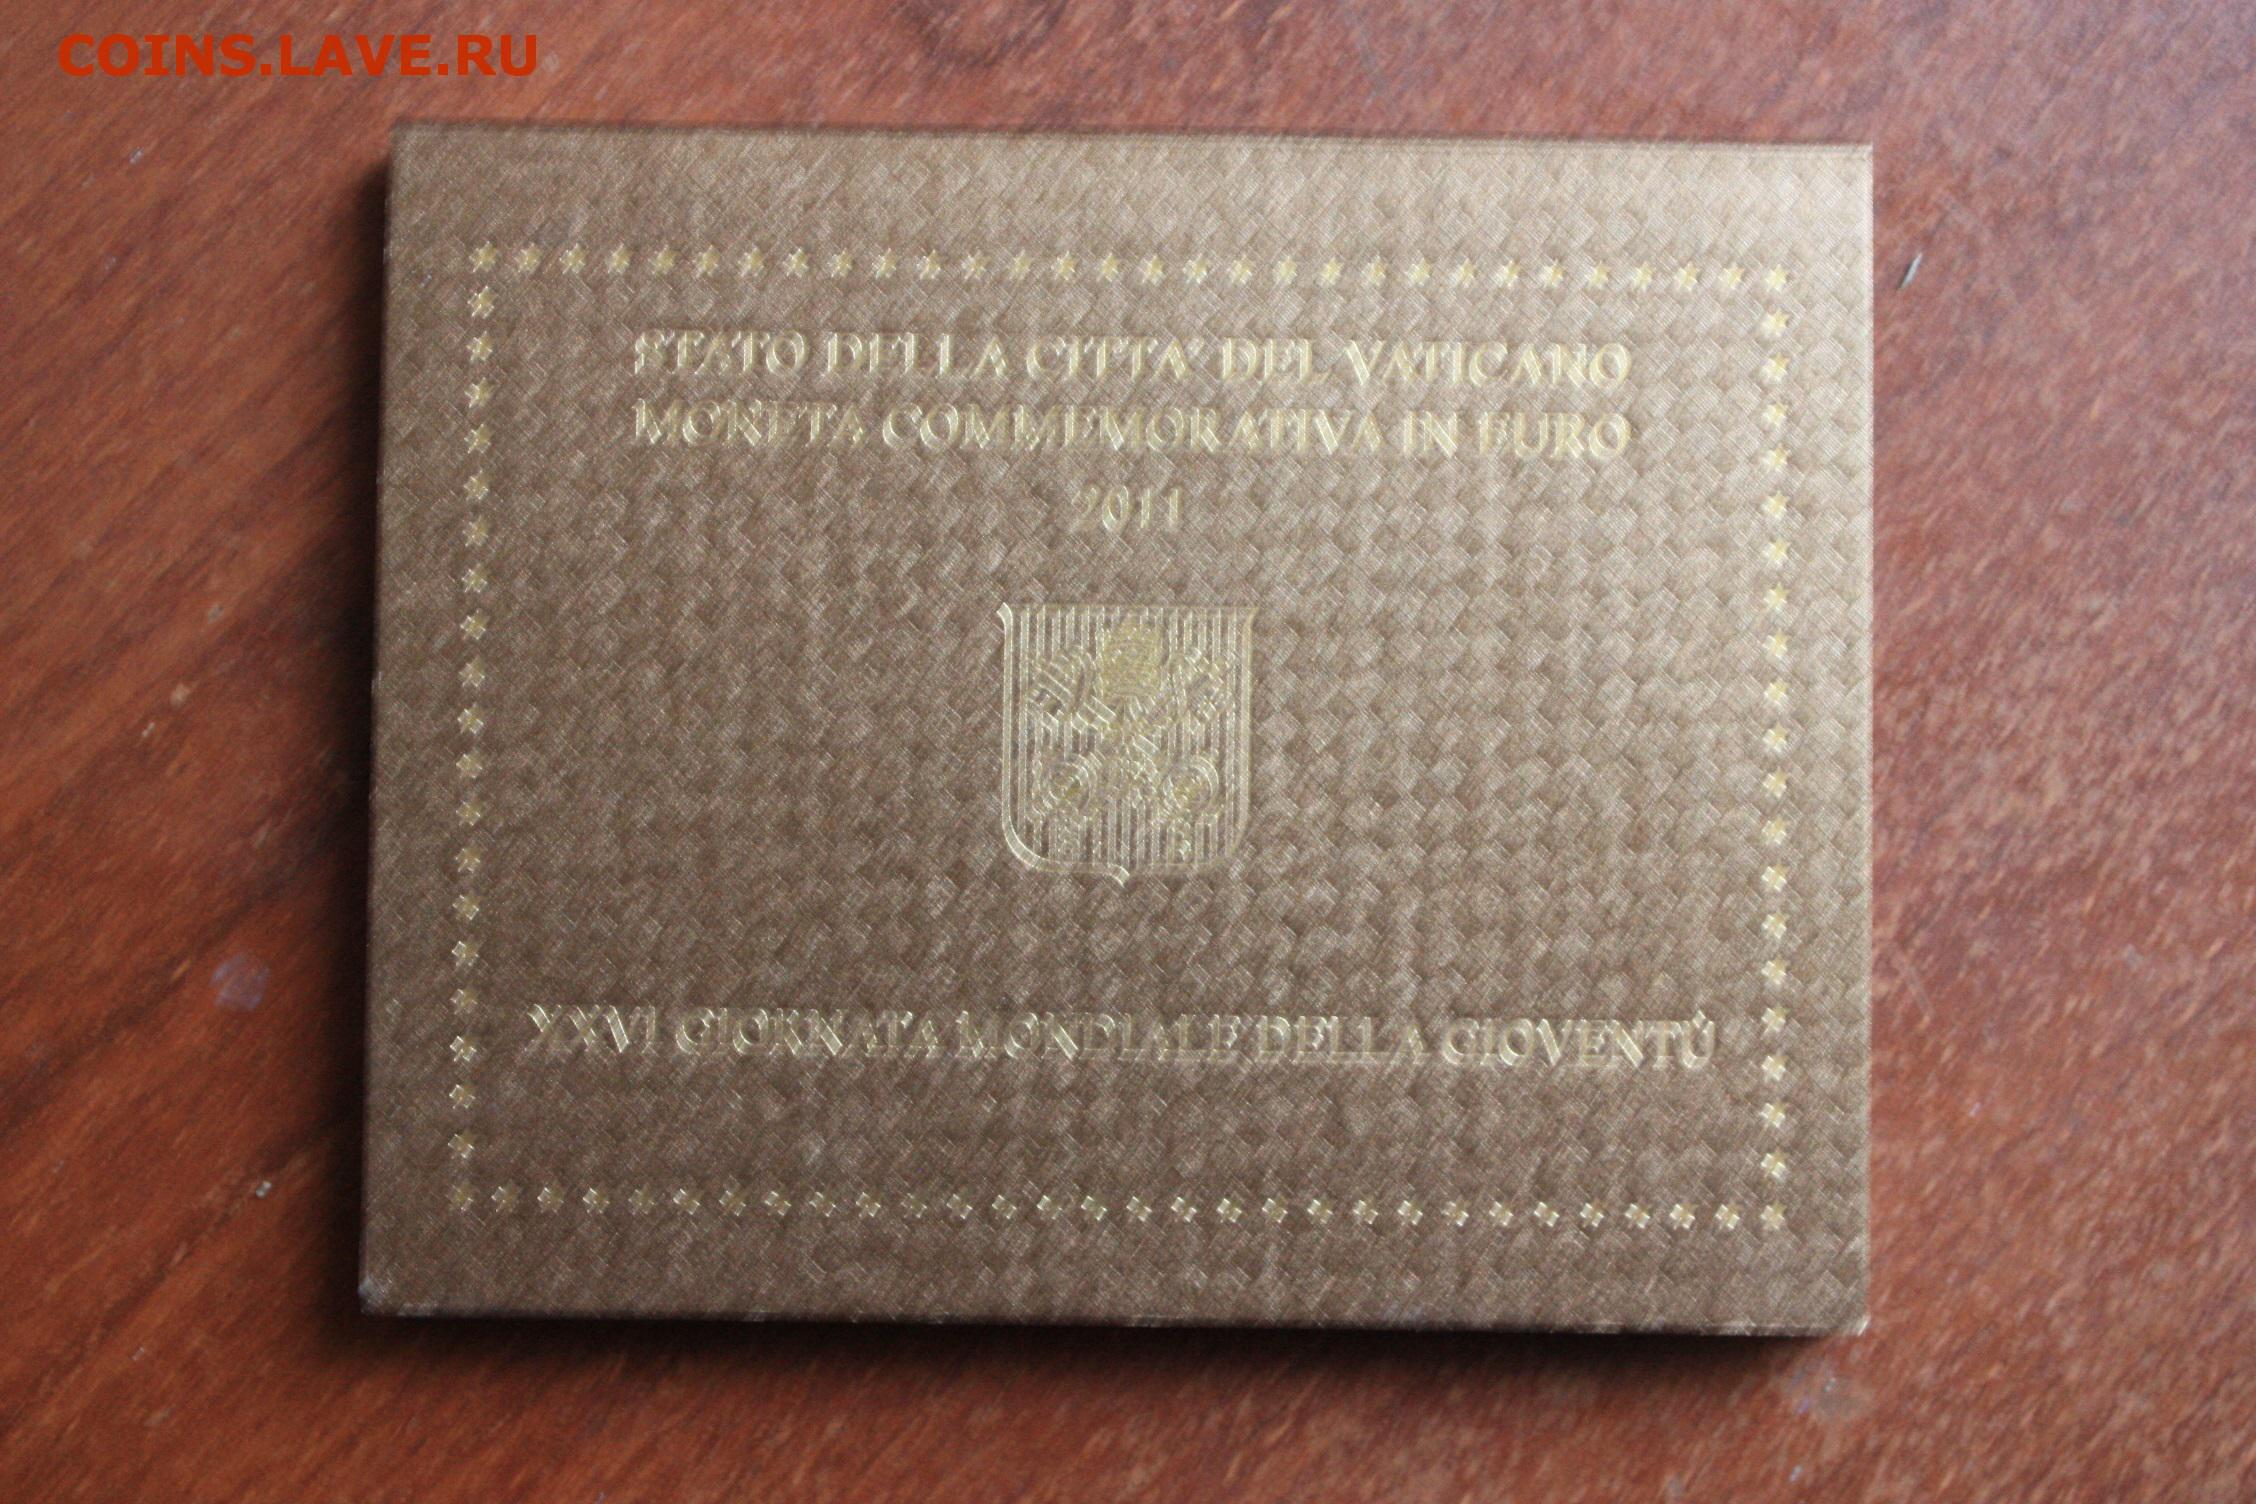 COINS.LAVE.RU
STATO DELLA CITTA' DEL VATICANO
MONETA COMMEMORATIVA IN EURO
2011
XXVI GIORNATA MONDIALE DELLA GIOVENTÙ